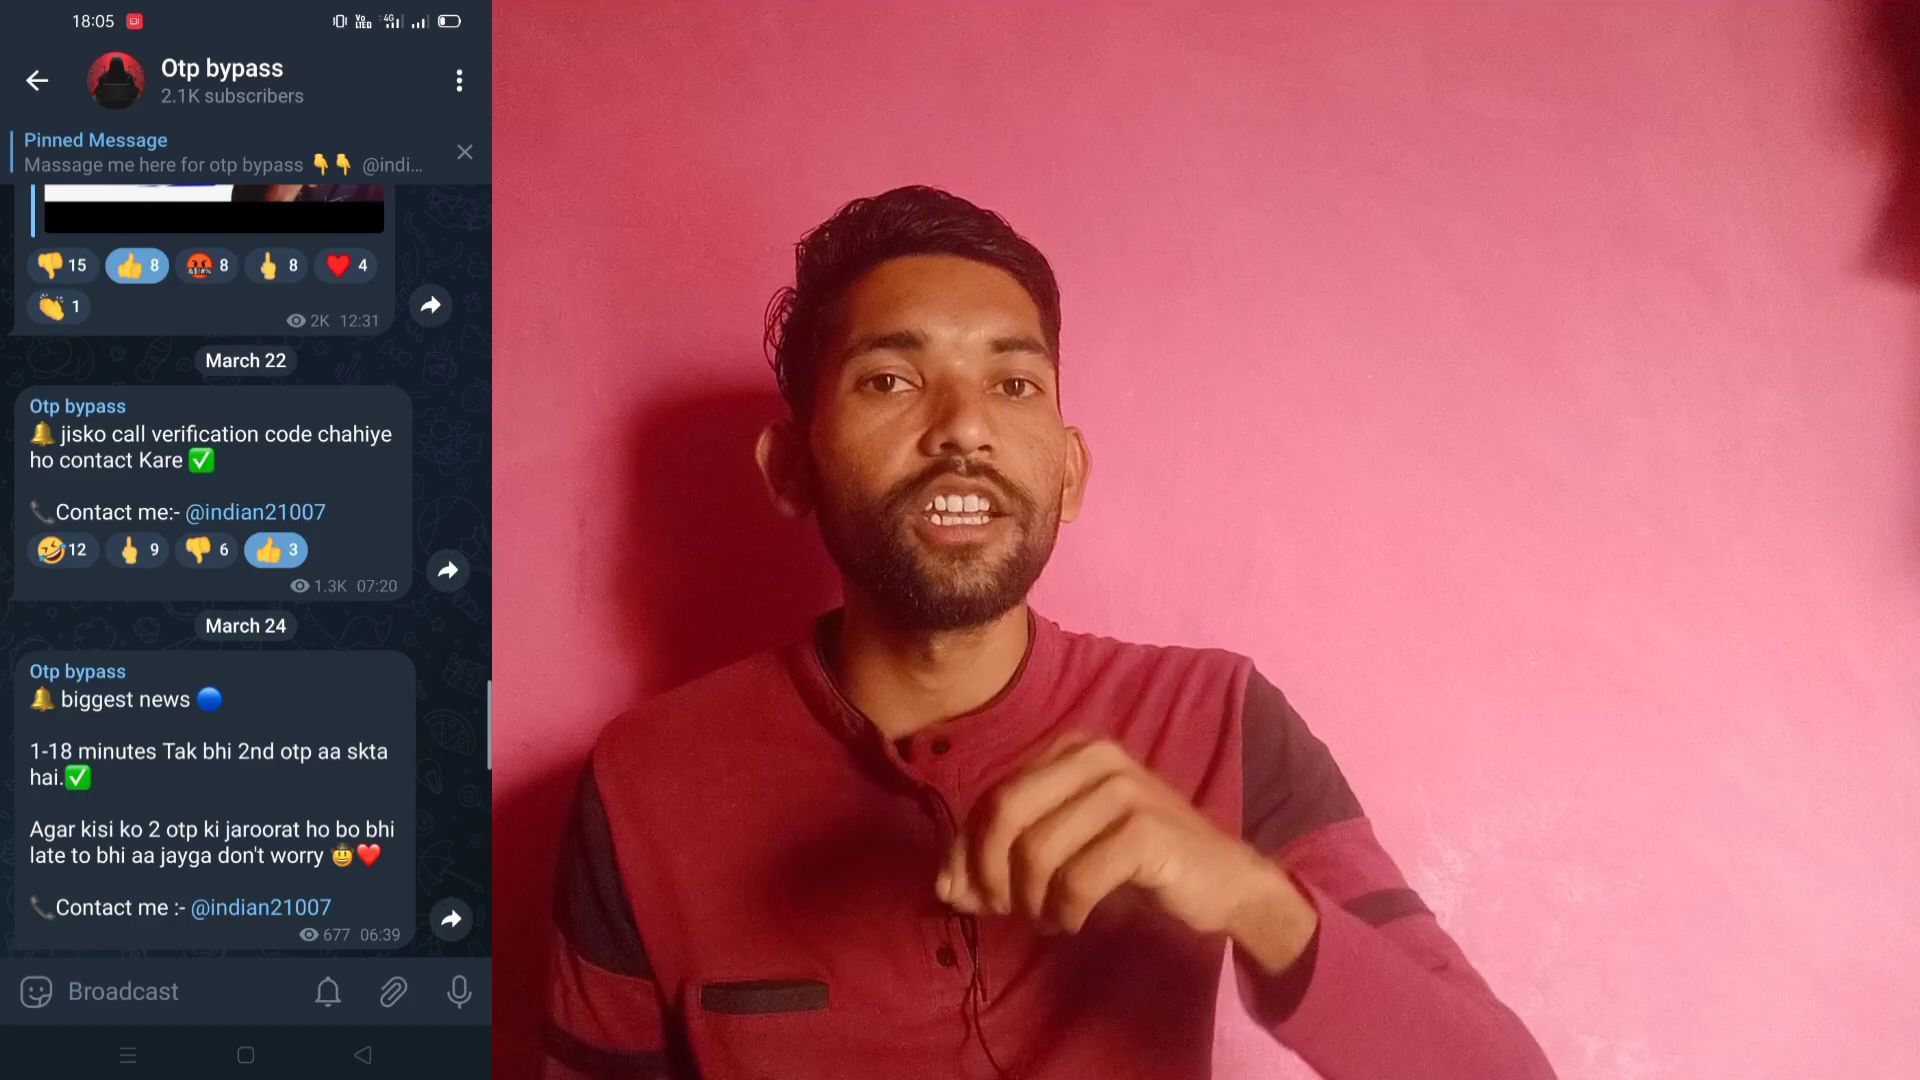 18:05
Vo LTED 4G
Otp bypass
2.1K subscribers
Pinned Message
Massage me here for otp bypass 👇👇 @indi...
👎 15 👍 8 🤬 8 🖕 8 ❤️ 4
👏 1
2K 12:31
March 22
Otp bypass
🔔 jisko call verification code chahiye
ho contact Kare ✅
📞Contact me:- @indian21007
🤣 12 🖕 9 👎 6 👍 3
1.3K 07:20
March 24
Otp bypass
🔔 biggest news 🔵
1-18 minutes Tak bhi 2nd otp aa skta
hai.✅
Agar kisi ko 2 otp ki jaroorat ho bo bhi
late to bhi aa jayga don't worry 🤠❤️
📞Contact me :- @indian21007
677 06:39
Broadcast